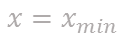 x = x_{min}